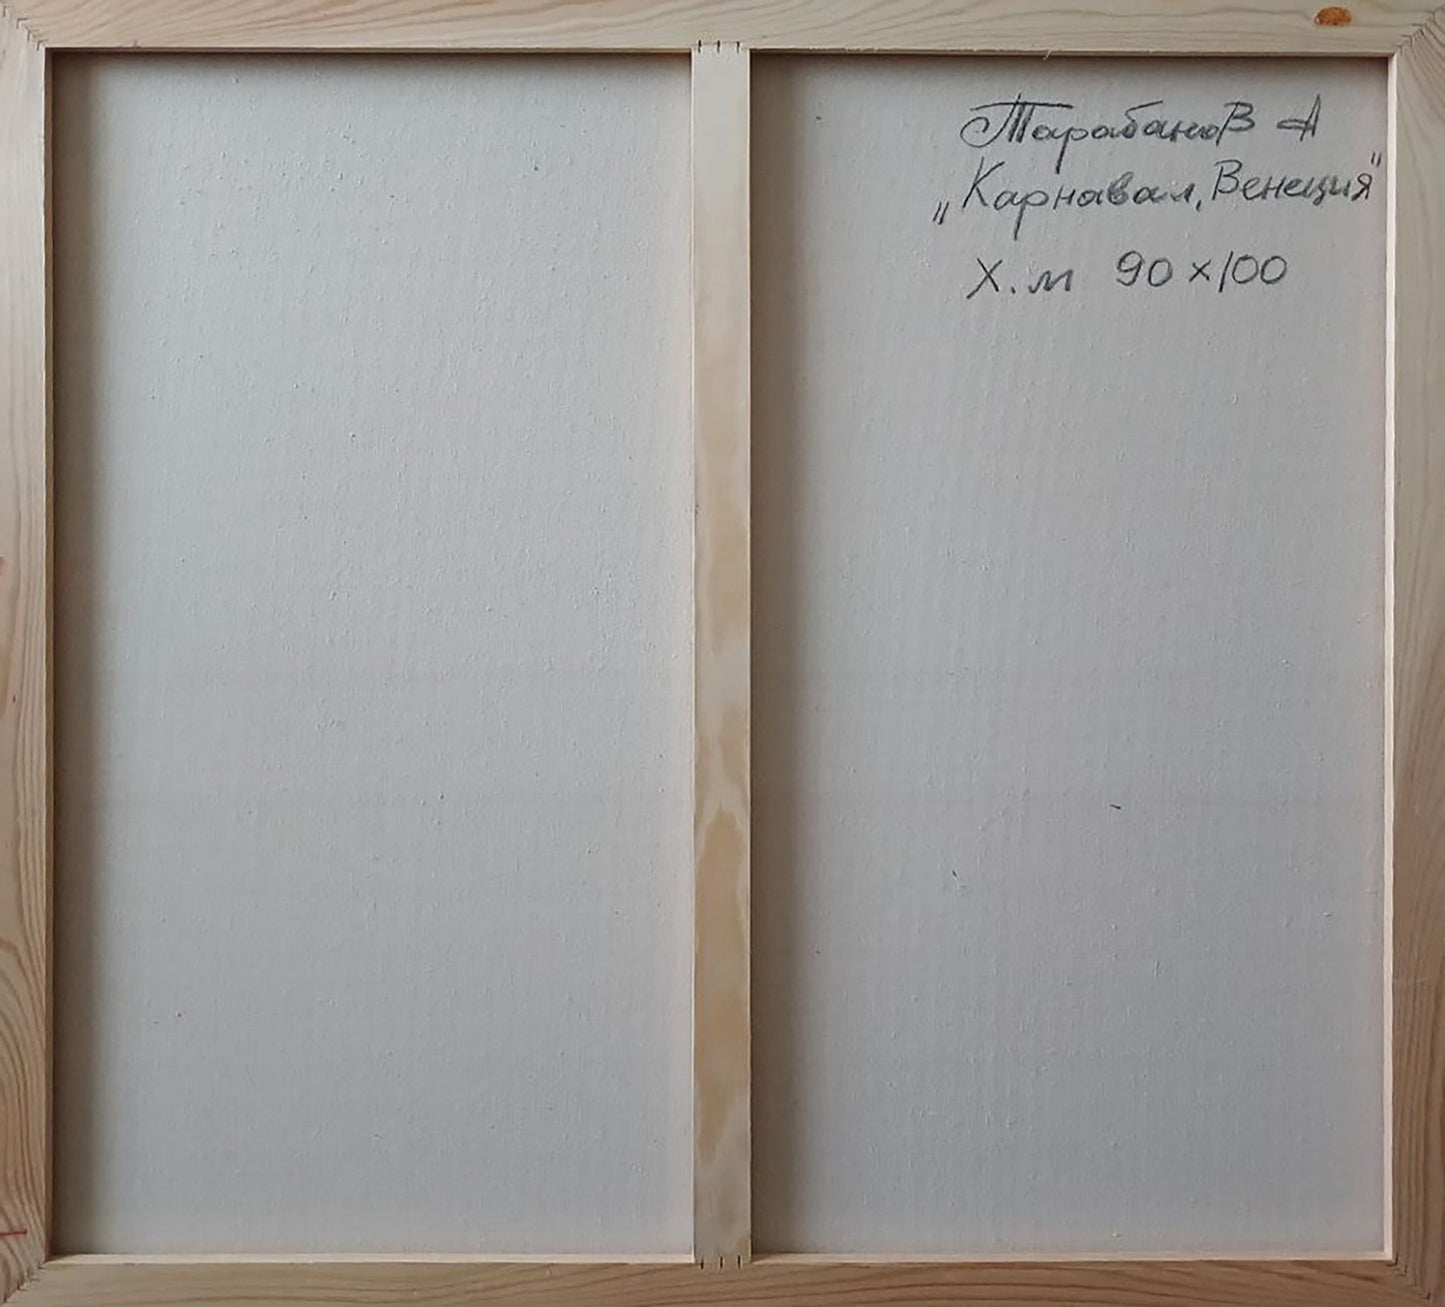 Тарабанов А
„Карнавал, Венеция"
Х.м 90×100